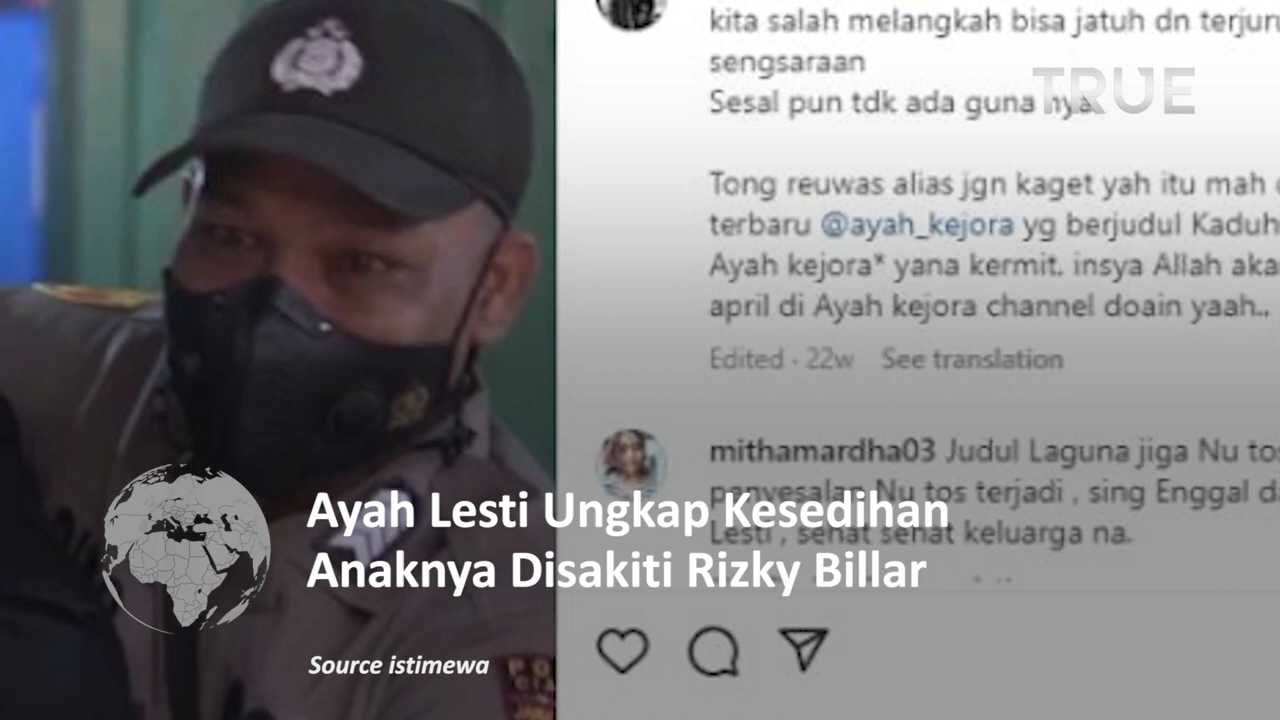 kita salah melangkah bisa jatuh dn terjuru
sengsaraan
TRUE
Sesal pun tdk ada guna nya
Tong reuwas alias jgn kaget yah itu mah
terbaru @ayah_kejora yg berjudul Kaduh
Ayah kejora* yana kermit. insya Allah aka
april di Ayah kejora channel doain yaah..
Edited · 22w See translation
mithamardha03 Judul Laguna jiga Nu tos
penyesalan Nu tos terjadi , sing Enggal d
Lesti , sehat sehat keluarga na.
Ayah Lesti Ungkap Kesedihan
Anaknya Disakiti Rizky Billar
Source istimewa